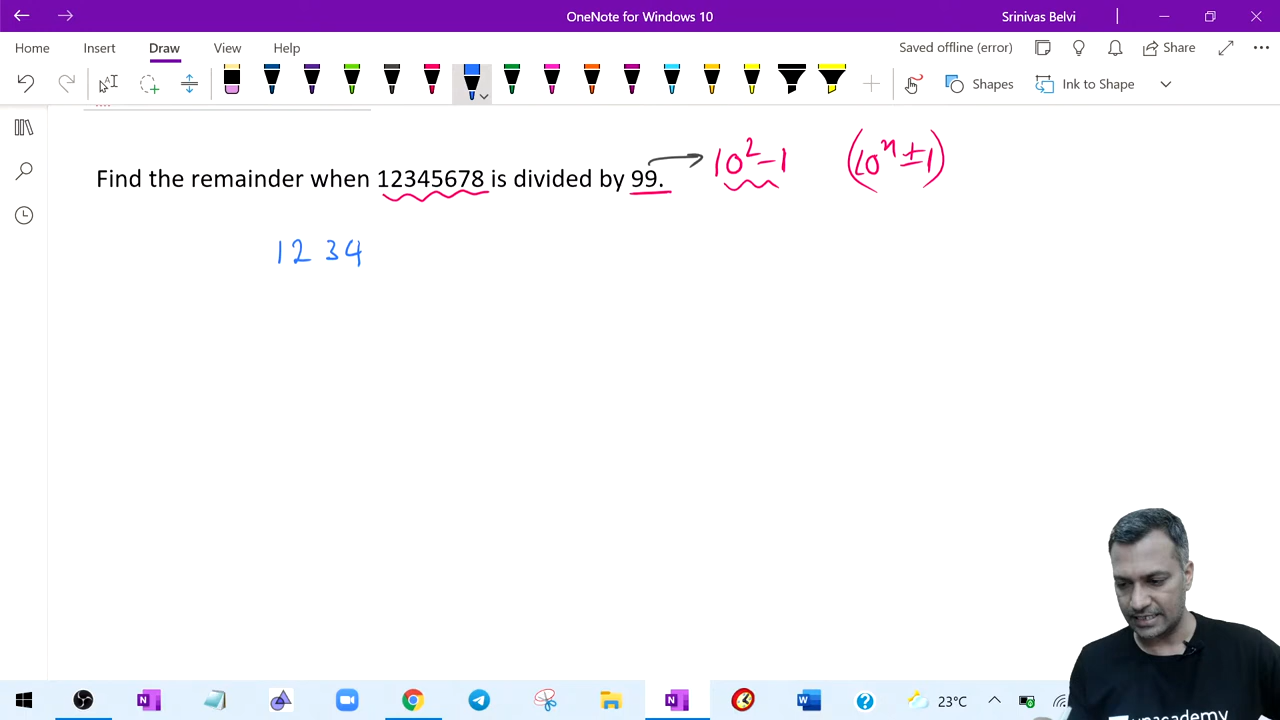 OneNote for Windows 10
Srinivas Belvi
Home Insert Draw View Help
Saved offline (error)
Share
Shapes
Ink to Shape
Find the remainder when 12345678 is divided by 99. 10²-1 (10ⁿ±1)
12 34
23°C
unacademy